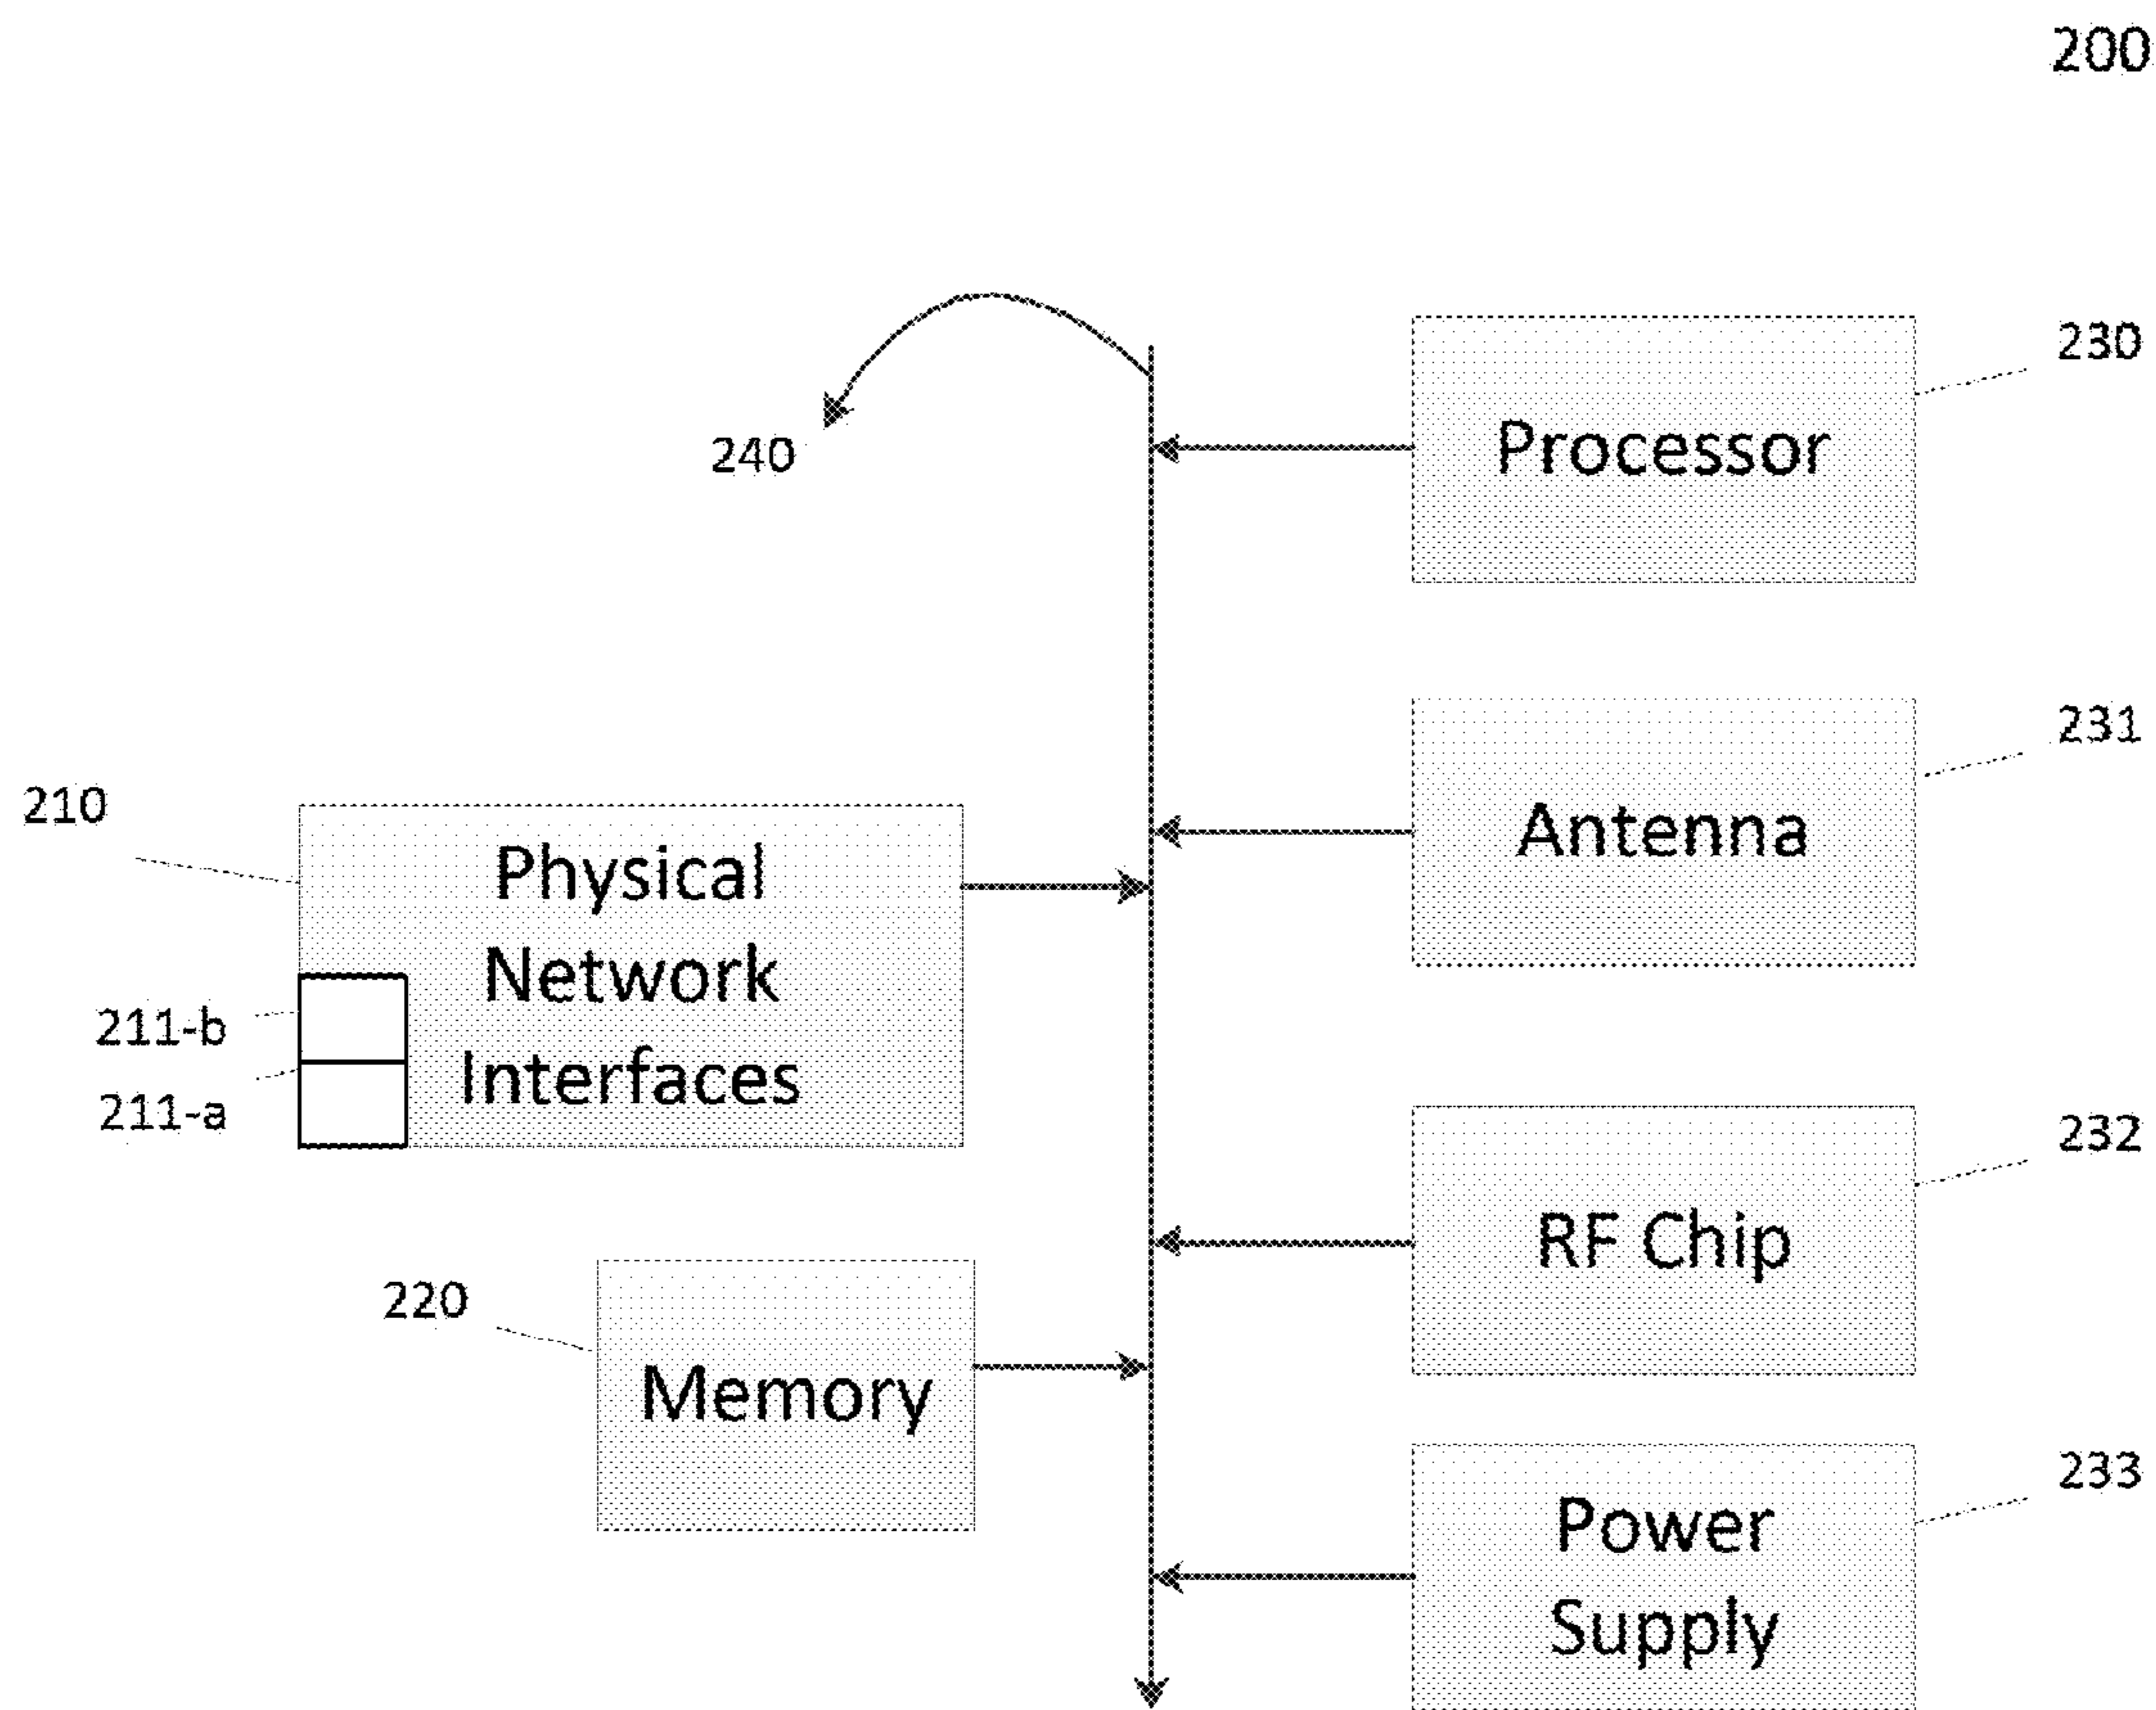 200
230
Processor
240
231
Antenna
210
Physical
Network
Interfaces
211-b
211-a
232
RF Chip
220
Memory
233
Power
Supply